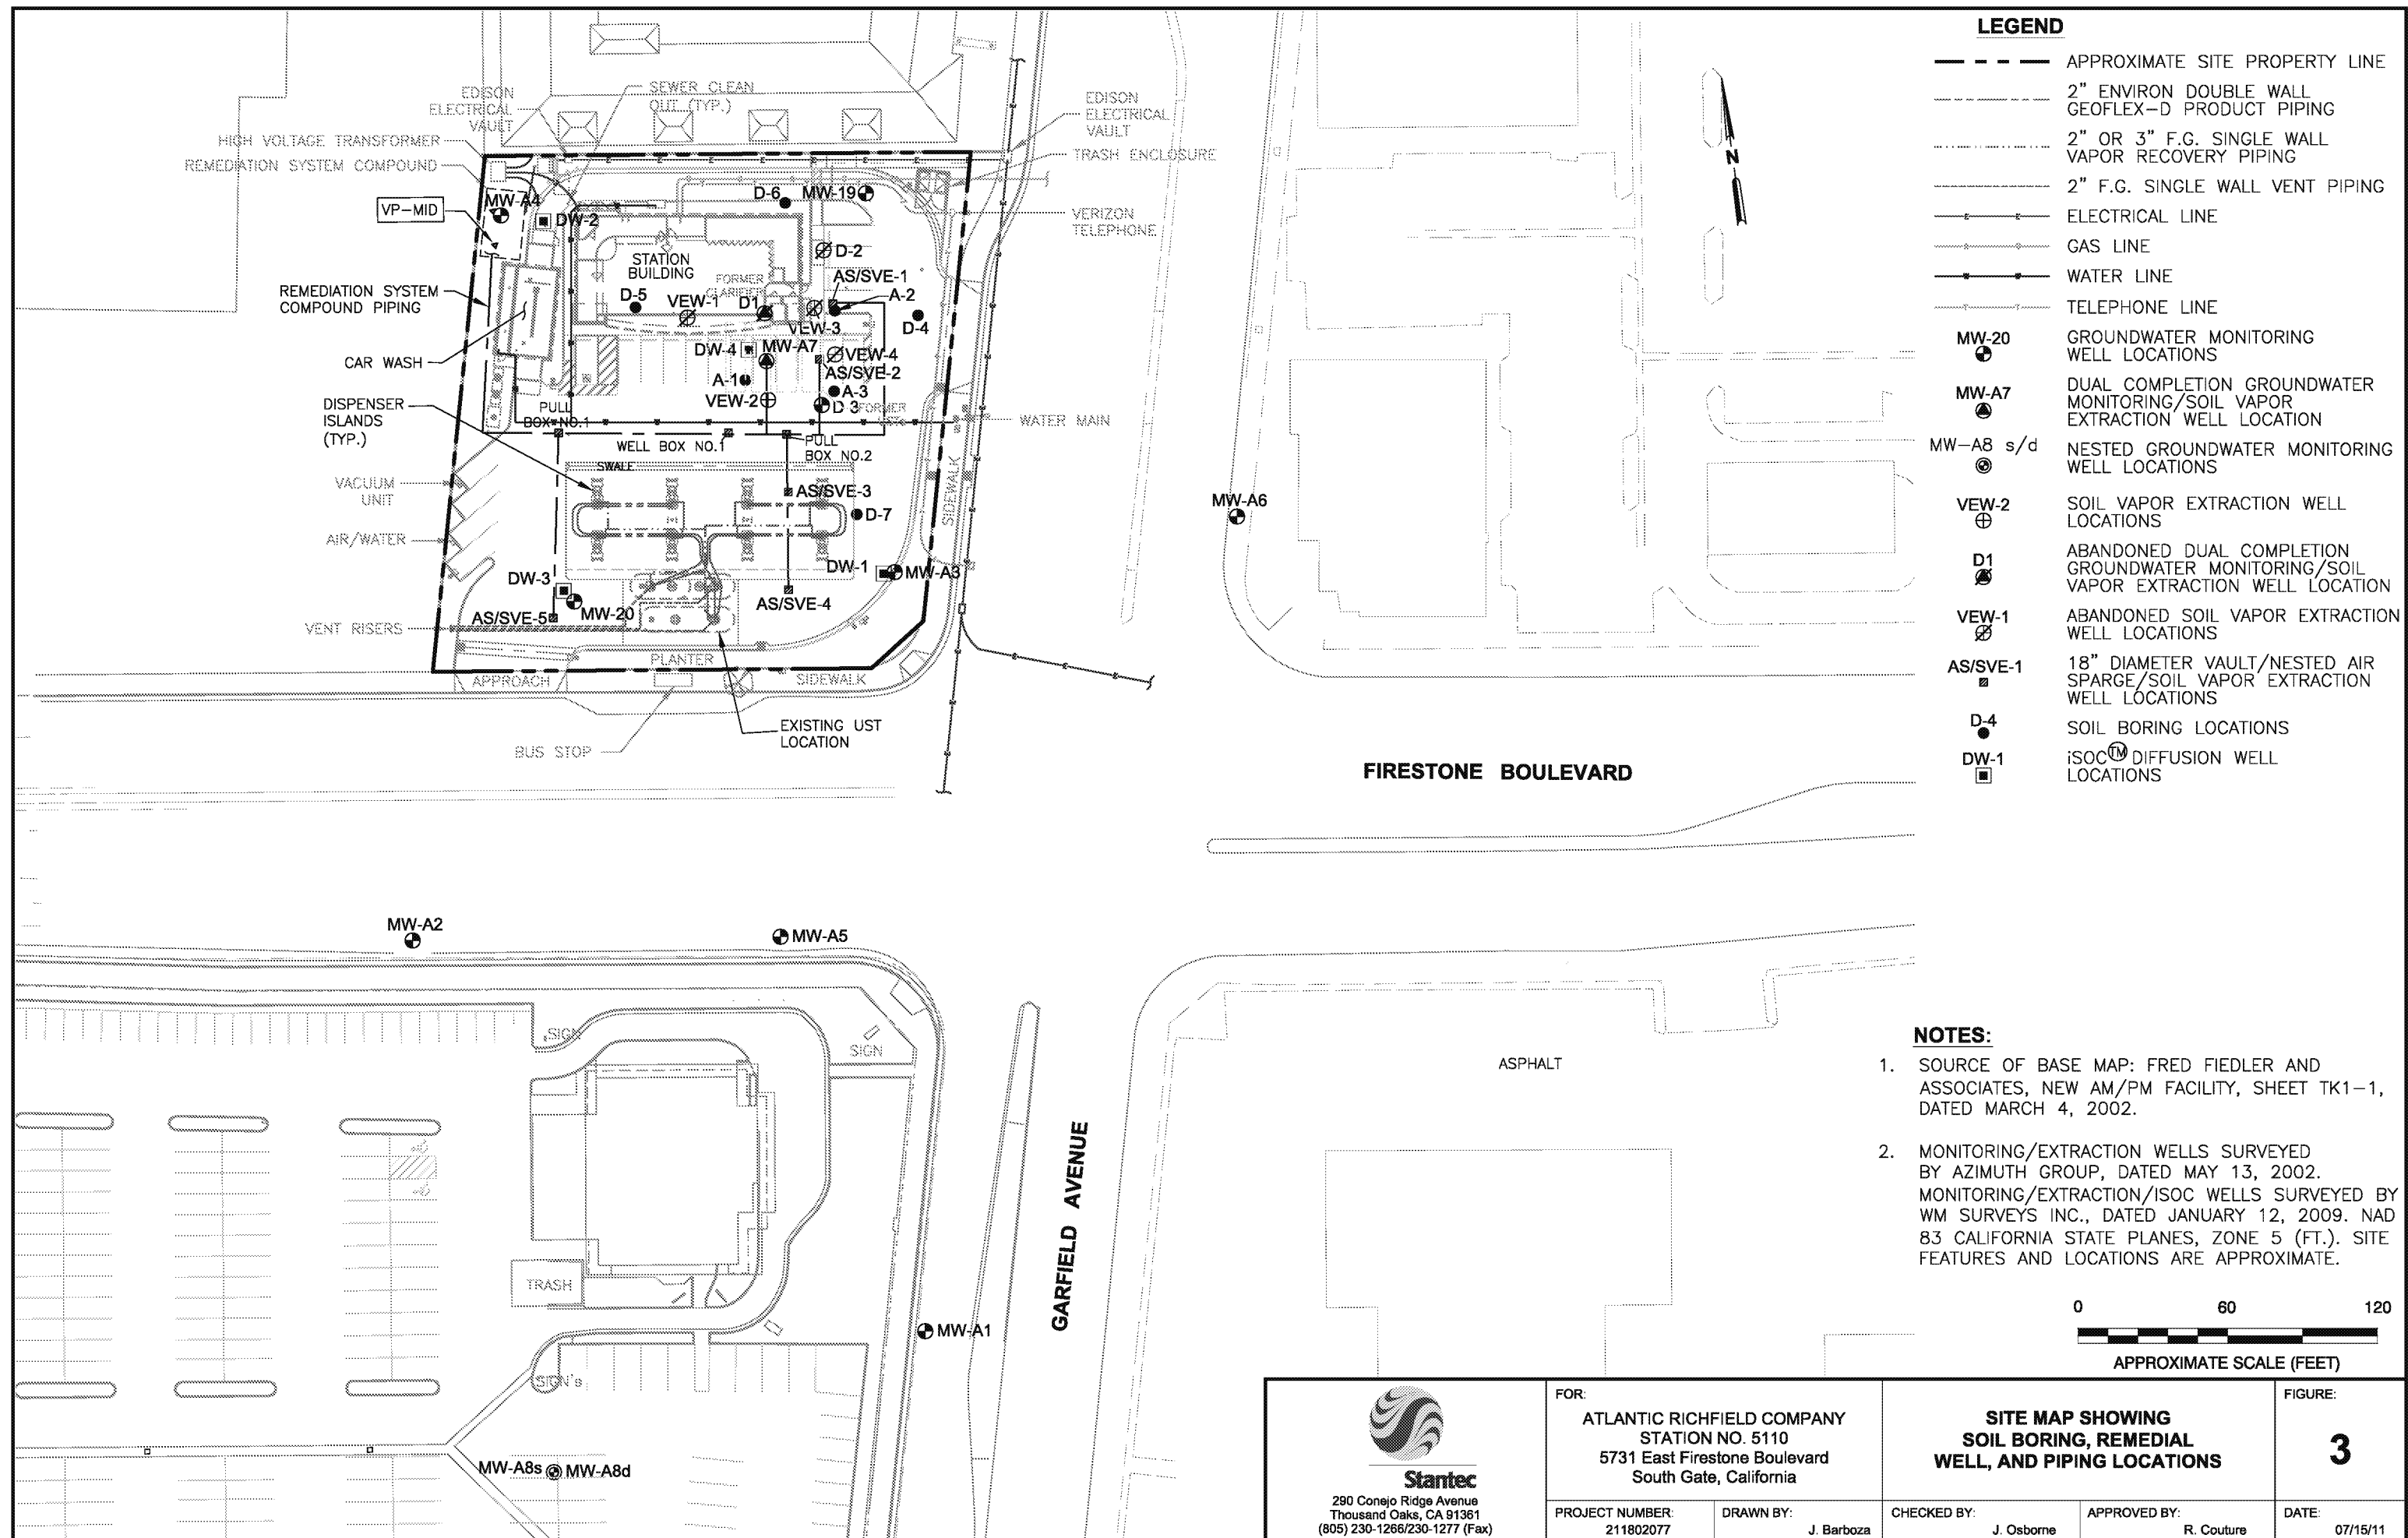 LEGEND
APPROXIMATE SITE PROPERTY LINE
2" ENVIRON DOUBLE WALL
GEOFLEX-D PRODUCT PIPING
2" OR 3" F.G. SINGLE WALL
VAPOR RECOVERY PIPING
2" F.G. SINGLE WALL VENT PIPING
ELECTRICAL LINE
GAS LINE
WATER LINE
TELEPHONE LINE
MW-20
GROUNDWATER MONITORING
WELL LOCATIONS
MW-A7
DUAL COMPLETION GROUNDWATER
MONITORING/SOIL VAPOR
EXTRACTION WELL LOCATION
MW-A8 s/d
NESTED GROUNDWATER MONITORING
WELL LOCATIONS
VEW-2
SOIL VAPOR EXTRACTION WELL
LOCATIONS
D1
ABANDONED DUAL COMPLETION
GROUNDWATER MONITORING/SOIL
VAPOR EXTRACTION WELL LOCATION
VEW-1
ABANDONED SOIL VAPOR EXTRACTION
WELL LOCATIONS
AS/SVE-1
18" DIAMETER VAULT/NESTED AIR
SPARGE/SOIL VAPOR EXTRACTION
WELL LOCATIONS
D-4
SOIL BORING LOCATIONS
DW-1
iSOC™ DIFFUSION WELL
LOCATIONS
N
EDISON
ELECTRICAL
VAULT
SEWER CLEAN
OUT (TYP.)
EDISON
ELECTRICAL
VAULT
HIGH VOLTAGE TRANSFORMER
REMEDIATION SYSTEM COMPOUND
TRASH ENCLOSURE
VP-MID
MW-A4
DW-2
D-6
MW-19
VERIZON
TELEPHONE
D-2
STATION
BUILDING
FORMER
CLARIFIER
AS/SVE-1
A-2
REMEDIATION SYSTEM
COMPOUND PIPING
D-5
VEW-1
D1
VEW-3
D-4
CAR WASH
DW-4
MW-A7
VEW-4
AS/SVE-2
A-1
A-3
VEW-2
D-3
FORMER
DISPENSER
ISLANDS
(TYP.)
PULL
BOX NO.1
WATER MAIN
WELL BOX NO.1
PULL
BOX NO.2
SWALE
VACUUM
UNIT
AS/SVE-3
D-7
SIDEWALK
MW-A6
AIR/WATER
DW-3
DW-1
MW-A3
AS/SVE-5
MW-20
AS/SVE-4
VENT RISERS
PLANTER
APPROACH
SIDEWALK
EXISTING UST
LOCATION
BUS STOP
FIRESTONE BOULEVARD
MW-A2
MW-A5
SIGN
SIGN
ASPHALT
GARFIELD AVENUE
TRASH
MW-A1
SIGN's
MW-A8s
MW-A8d
NOTES:
1. SOURCE OF BASE MAP: FRED FIEDLER AND
ASSOCIATES, NEW AM/PM FACILITY, SHEET TK1-1,
DATED MARCH 4, 2002.
2. MONITORING/EXTRACTION WELLS SURVEYED
BY AZIMUTH GROUP, DATED MAY 13, 2002.
MONITORING/EXTRACTION/ISOC WELLS SURVEYED BY
WM SURVEYS INC., DATED JANUARY 12, 2009. NAD
83 CALIFORNIA STATE PLANES, ZONE 5 (FT.). SITE
FEATURES AND LOCATIONS ARE APPROXIMATE.
0 60 120
APPROXIMATE SCALE (FEET)
Stantec
290 Conejo Ridge Avenue
Thousand Oaks, CA 91361
(805) 230-1266/230-1277 (Fax)
FOR:
ATLANTIC RICHFIELD COMPANY
STATION NO. 5110
5731 East Firestone Boulevard
South Gate, California
SITE MAP SHOWING
SOIL BORING, REMEDIAL
WELL, AND PIPING LOCATIONS
FIGURE:
3
PROJECT NUMBER:
211802077
DRAWN BY:
J. Barboza
CHECKED BY:
J. Osborne
APPROVED BY:
R. Couture
DATE:
07/15/11